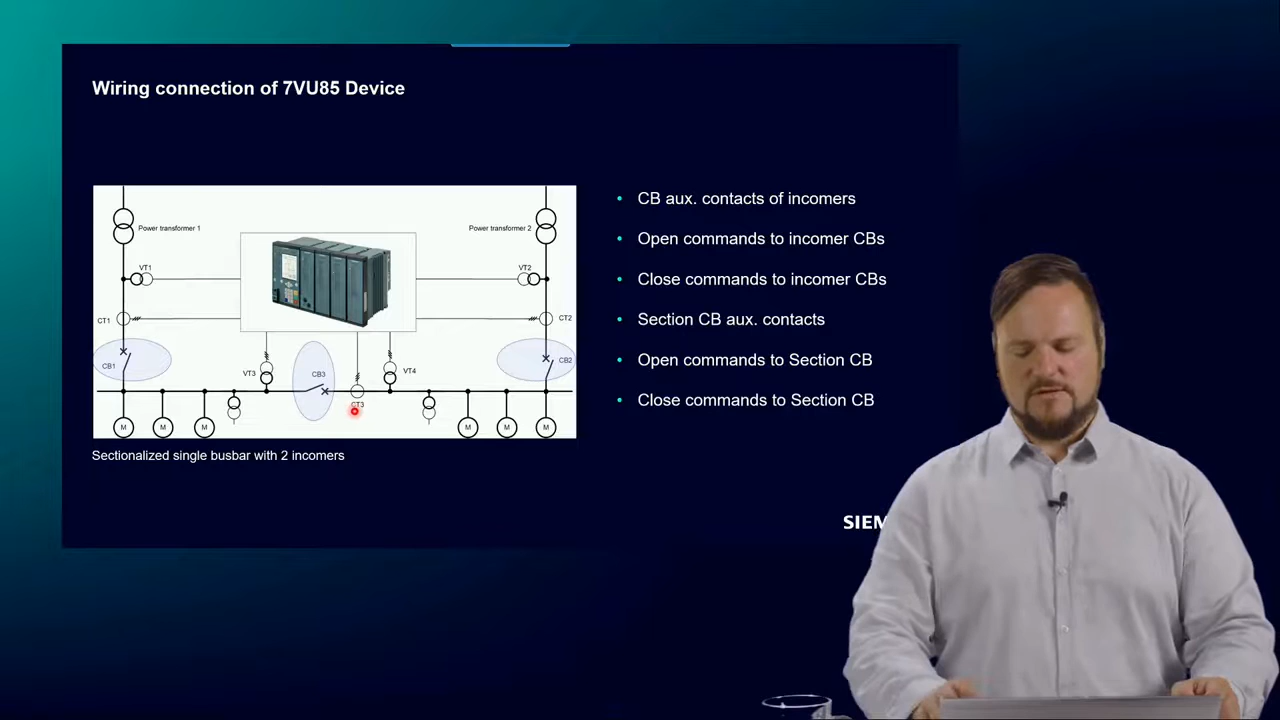 Wiring connection of 7VU85 Device
Power transformer 1
Power transformer 2
VT1
VT2
CT1
CT2
CB1
CB2
VT3
CB3
VT4
CT3
M
M
M
M
M
M
Sectionalized single busbar with 2 incomers
• CB aux. contacts of incomers
• Open commands to incomer CBs
• Close commands to incomer CBs
• Section CB aux. contacts
• Open commands to Section CB
• Close commands to Section CB